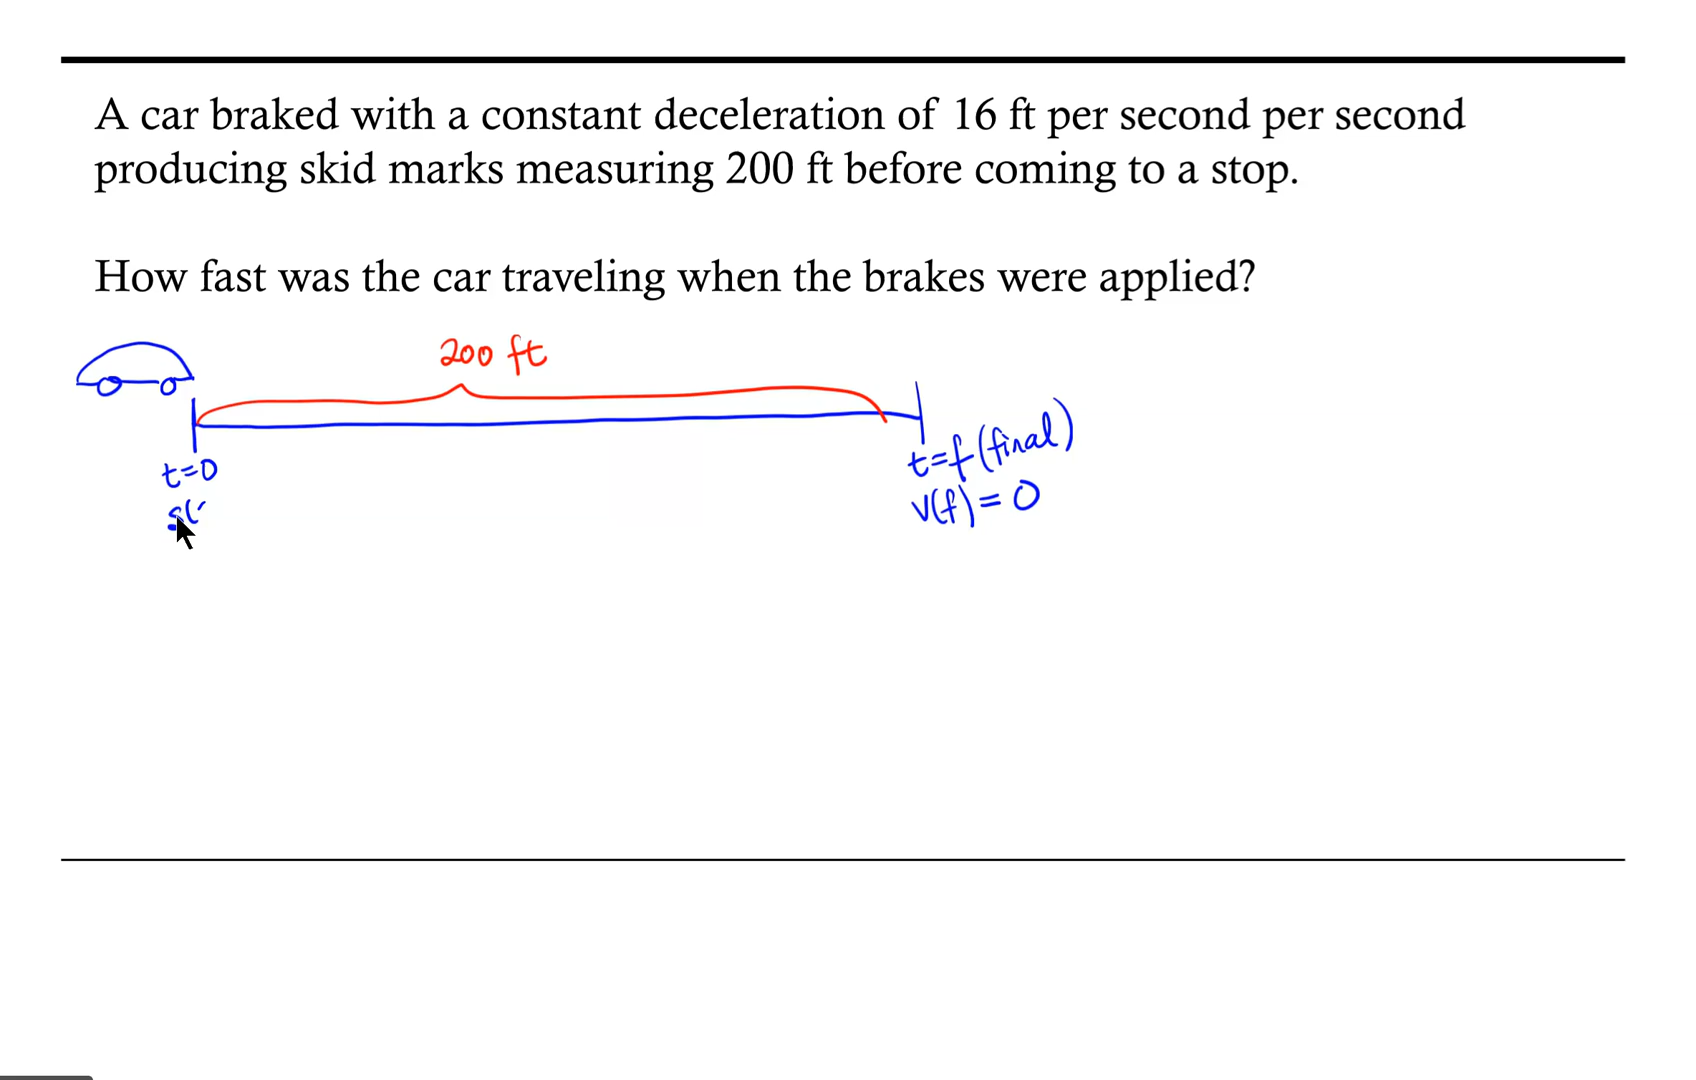 A car braked with a constant deceleration of 16 ft per second per second
producing skid marks measuring 200 ft before coming to a stop.
How fast was the car traveling when the brakes were applied?
200 ft
t=0
t=f (final)
s(
v(f) = 0